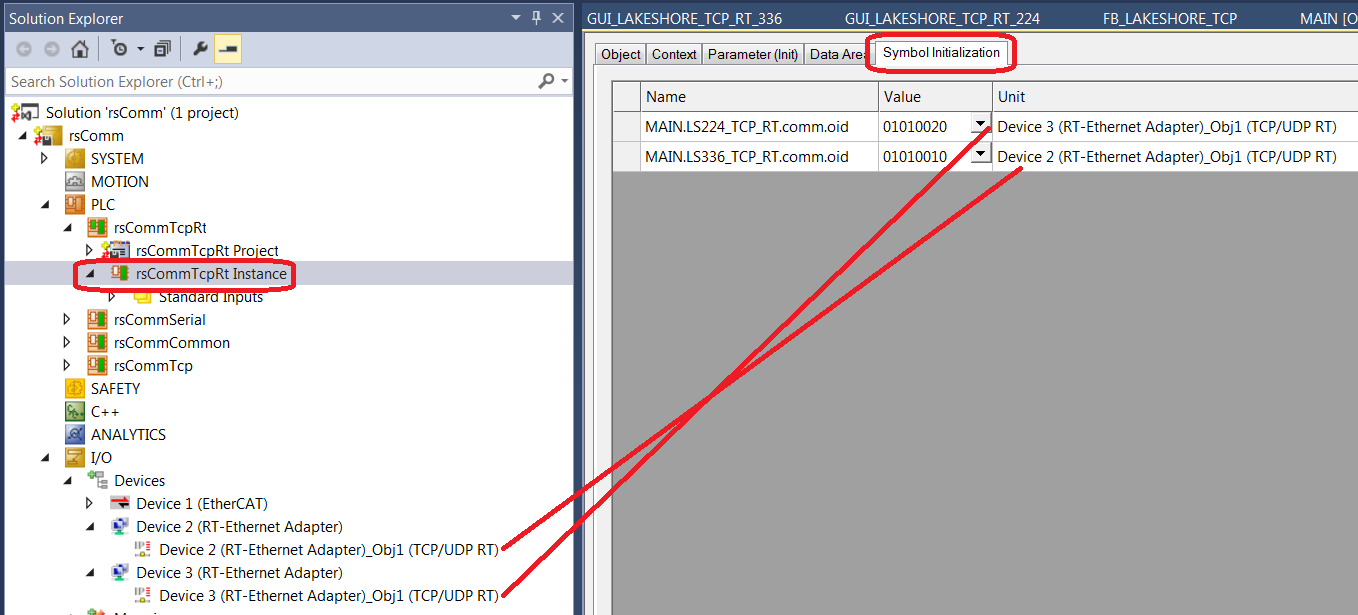 Solution Explorer
Search Solution Explorer (Ctrl+;)
Solution 'rsComm' (1 project)
rsComm
SYSTEM
MOTION
PLC
rsCommTcpRt
rsCommTcpRt Project
rsCommTcpRt Instance
Standard Inputs
rsCommSerial
rsCommCommon
rsCommTcp
SAFETY
C++
ANALYTICS
I/O
Devices
Device 1 (EtherCAT)
Device 2 (RT-Ethernet Adapter)
Device 2 (RT-Ethernet Adapter)_Obj1 (TCP/UDP RT)
Device 3 (RT-Ethernet Adapter)
Device 3 (RT-Ethernet Adapter)_Obj1 (TCP/UDP RT)
GUI_LAKESHORE_TCP_RT_336 GUI_LAKESHORE_TCP_RT_224 FB_LAKESHORE_TCP MAIN [O
Object Context Parameter (Init) Data Area Symbol Initialization
Name Value Unit
MAIN.LS224_TCP_RT.comm.oid 01010020 Device 3 (RT-Ethernet Adapter)_Obj1 (TCP/UDP RT)
MAIN.LS336_TCP_RT.comm.oid 01010010 Device 2 (RT-Ethernet Adapter)_Obj1 (TCP/UDP RT)